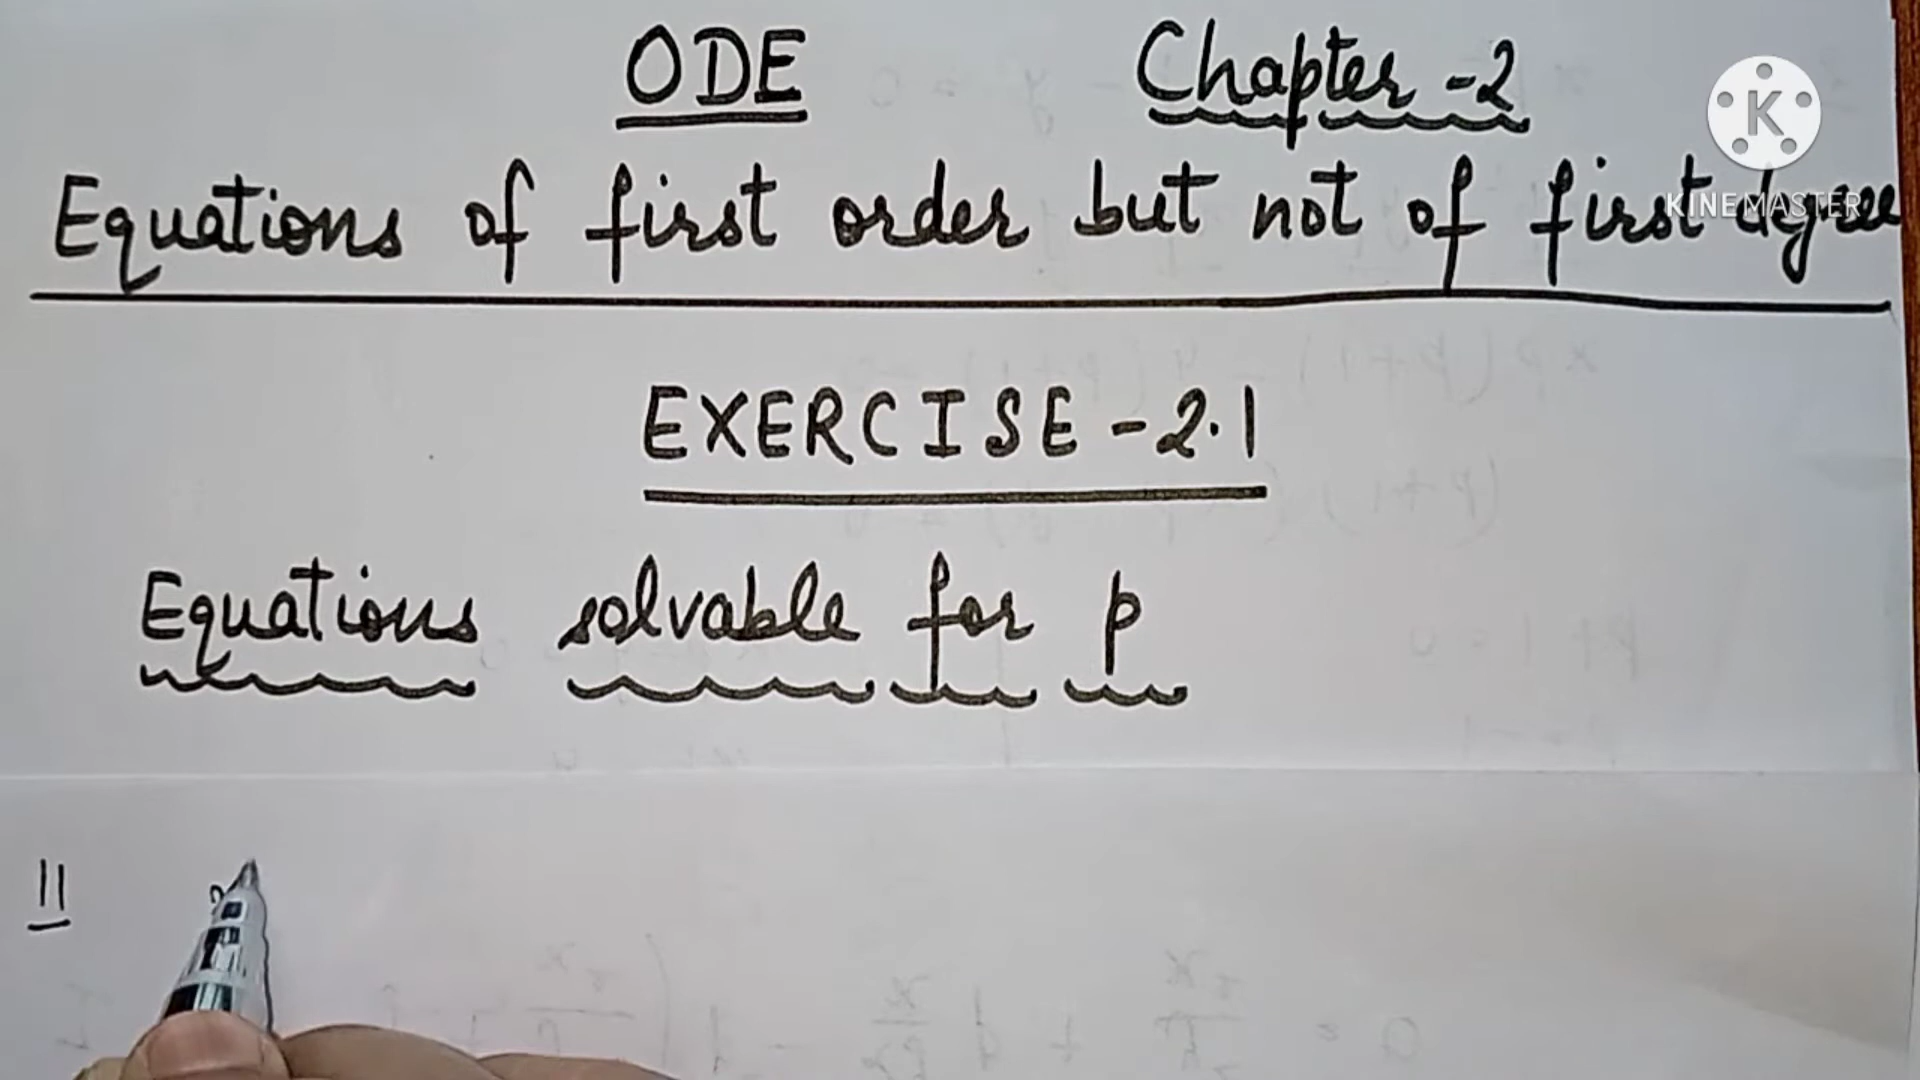 ODE Chapter-2
K
KINEMASTER
Equations of first order but not of first degree
EXERCISE-2.1
Equations solvable for p
11